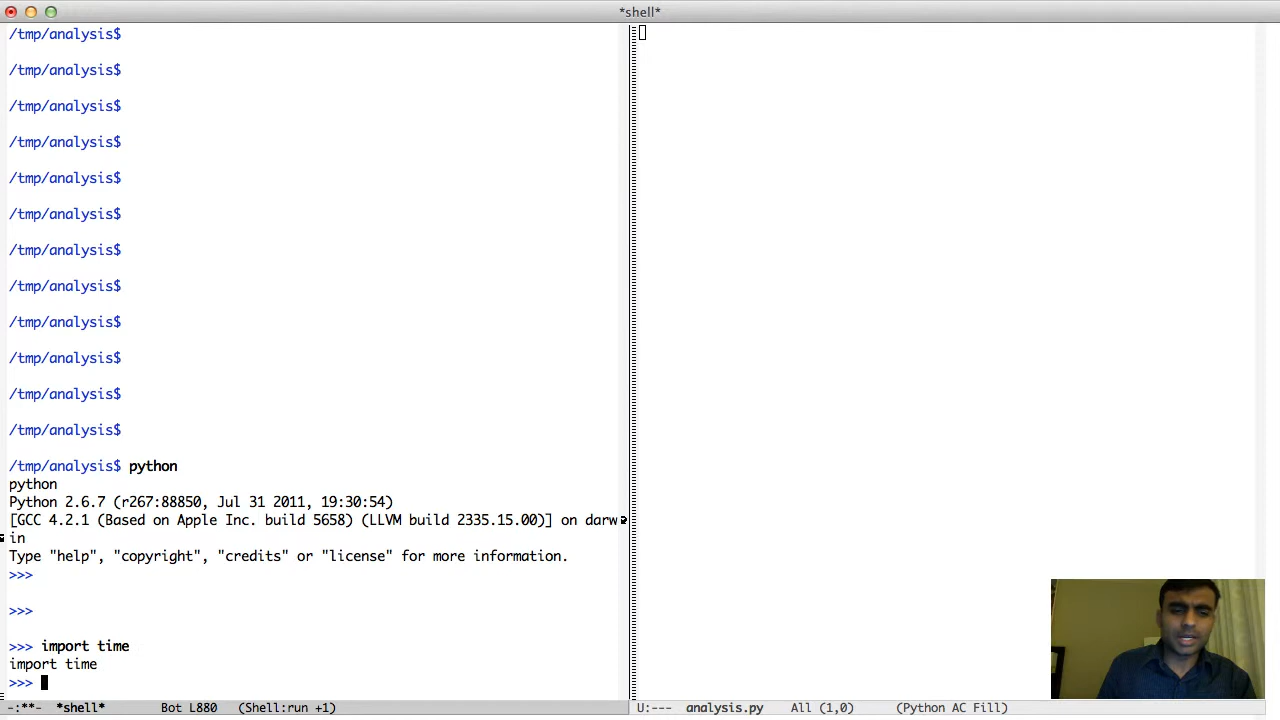 *shell*
/tmp/analysis$
/tmp/analysis$
/tmp/analysis$
/tmp/analysis$
/tmp/analysis$
/tmp/analysis$
/tmp/analysis$
/tmp/analysis$
/tmp/analysis$
/tmp/analysis$
/tmp/analysis$
/tmp/analysis$
/tmp/analysis$ python
python
Python 2.6.7 (r267:88850, Jul 31 2011, 19:30:54)
[GCC 4.2.1 (Based on Apple Inc. build 5658) (LLVM build 2335.15.00)] on darw
in
Type "help", "copyright", "credits" or "license" for more information.
>>>
>>>
>>> import time
import time
>>>
-:**- *shell* Bot L880 (Shell:run +1)
U:--- analysis.py All (1,0) (Python AC Fill)